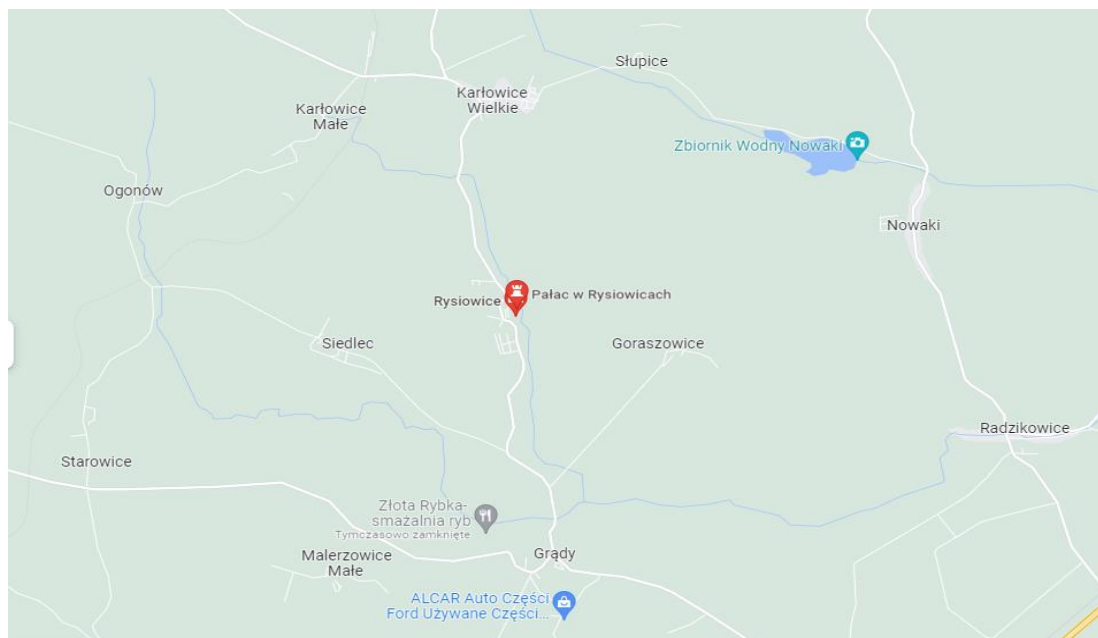 Słupice
Karłowice
Wielkie
Karłowice
Małe
Zbiornik Wodny Nowaki
Ogonów
Nowaki
Pałac w Rysiowicach
Rysiowice
Siedlec
Goraszowice
Radzikowice
Starowice
Złota Rybka-
smażalnia ryb
Tymczasowo zamknięte
Malerzowice
Małe
Grądy
ALCAR Auto Części
Ford Używane Części...